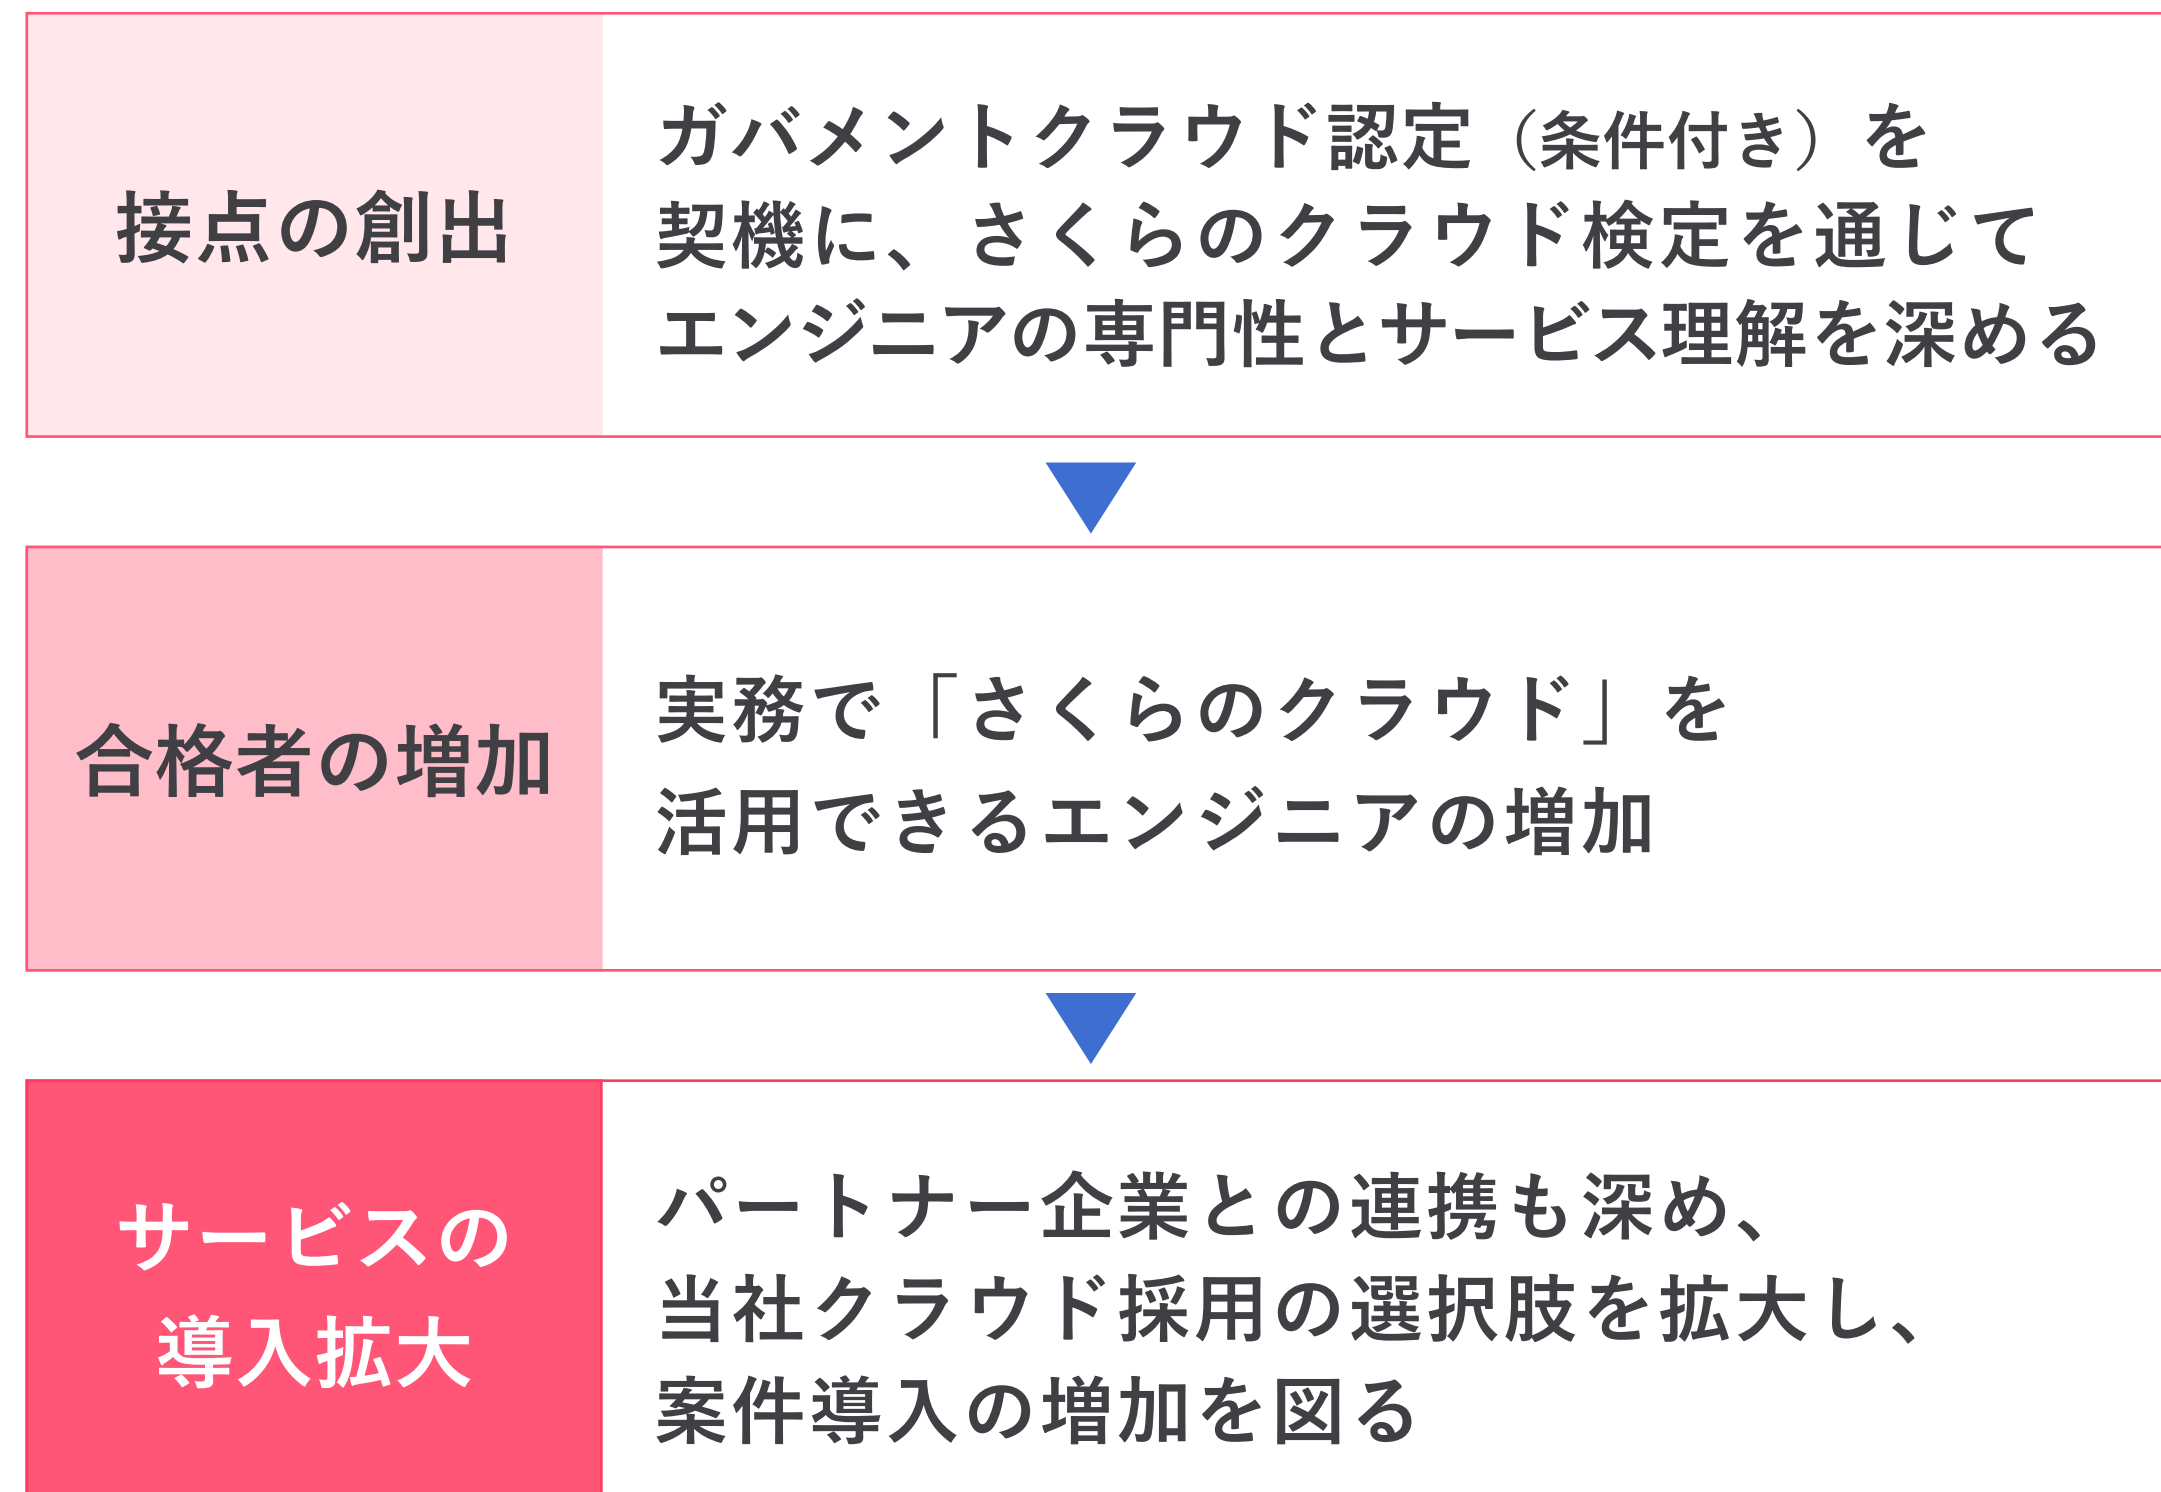 接点の創出
ガバメントクラウド認定（条件付き）を
契機に、さくらのクラウド検定を通じて
エンジニアの専門性とサービス理解を深める
合格者の増加
実務で「さくらのクラウド」を
活用できるエンジニアの増加
サービスの
導入拡大
パートナー企業との連携も深め、
当社クラウド採用の選択肢を拡大し、
案件導入の増加を図る